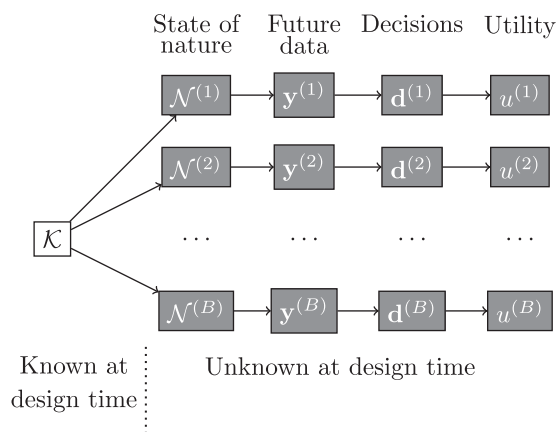 State of nature Future data Decisions Utility
𝒩^(1) y^(1) d^(1) u^(1)
𝒩^(2) y^(2) d^(2) u^(2)
𝒦 ... ... ... ...
𝒩^(B) y^(B) d^(B) u^(B)
Known at design time
Unknown at design time